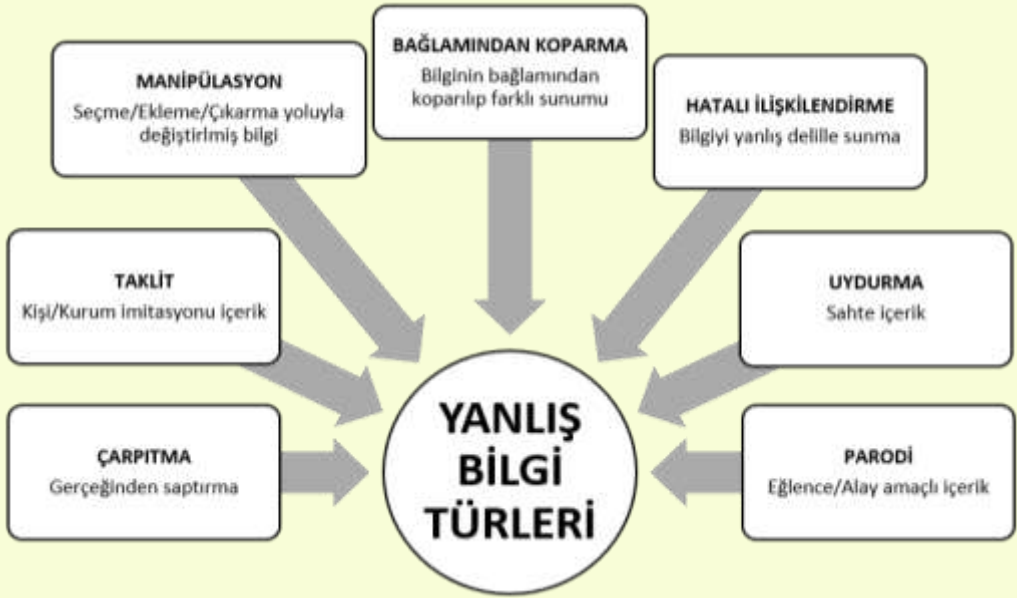 BAĞLAMINDAN KOPARMA
Bilginin bağlamından
koparılıp farklı sunumu
MANİPÜLASYON
Seçme/Ekleme/Çıkarma yoluyla
değiştirilmiş bilgi
HATALI İLİŞKİLENDİRME
Bilgiyi yanlış delille sunma
TAKLİT
Kişi/Kurum imitasyonu içerik
UYDURMA
Sahte içerik
ÇARPITMA
Gerçeğinden saptırma
YANLIŞ
BİLGİ
TÜRLERİ
PARODİ
Eğlence/Alay amaçlı içerik